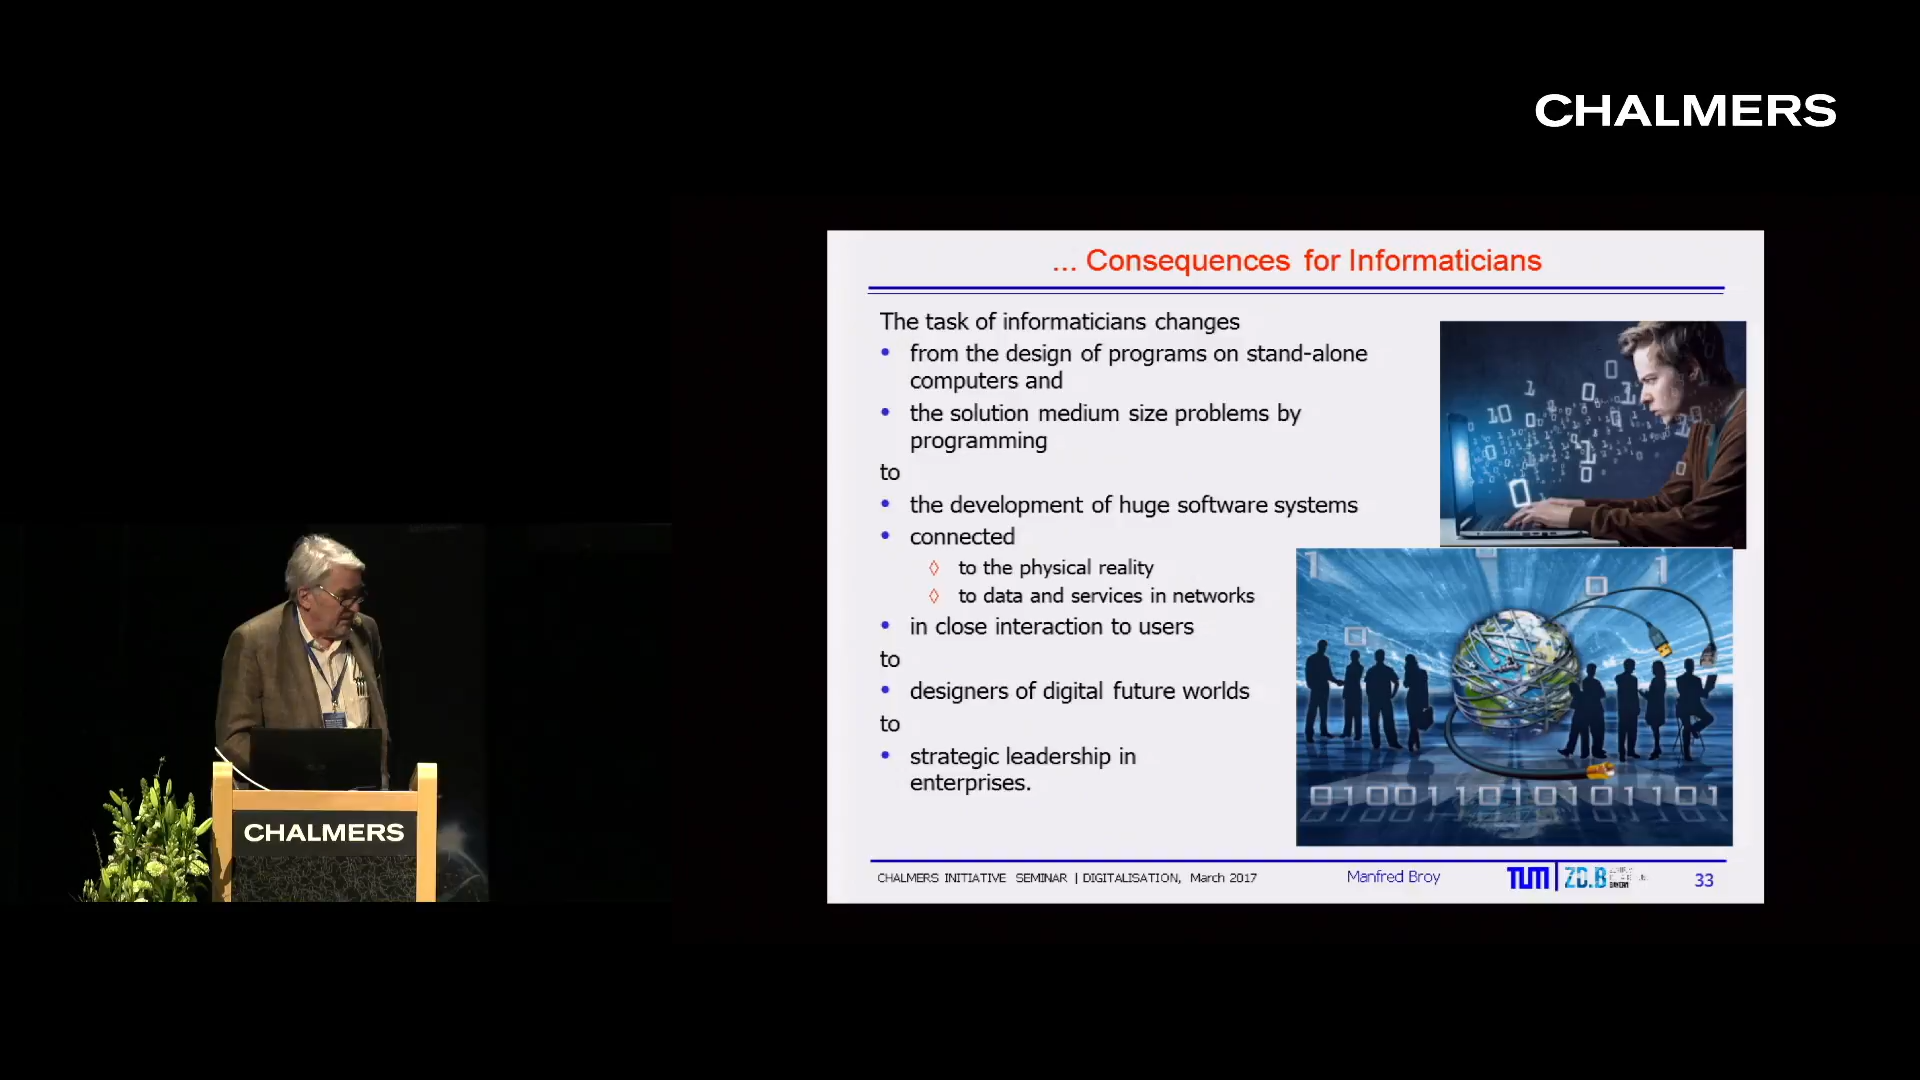 CHALMERS
... Consequences for Informaticians
The task of informaticians changes
• from the design of programs on stand-alone
computers and
• the solution medium size problems by
programming
to
• the development of huge software systems
• connected
◊ to the physical reality
◊ to data and services in networks
• in close interaction to users
to
• designers of digital future worlds
to
• strategic leadership in
enterprises.
010011010101101101
CHALMERS INITIATIVE SEMINAR | DIGITALISATION, March 2017
Manfred Broy
TUM
ZD.B
33
CHALMERS